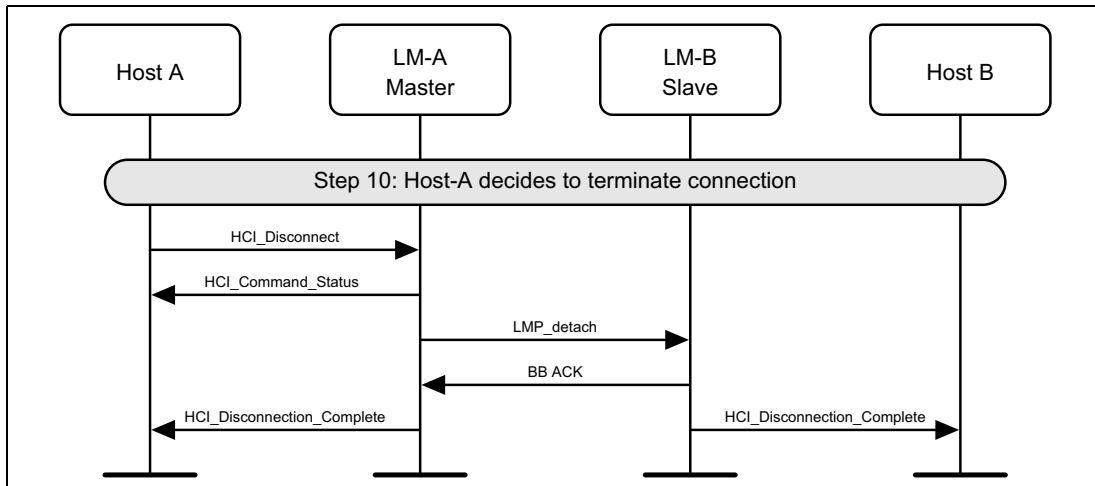 Host A
LM-A
Master
LM-B
Slave
Host B
Step 10: Host-A decides to terminate connection
HCI_Disconnect
HCI_Command_Status
LMP_detach
BB ACK
HCI_Disconnection_Complete
HCI_Disconnection_Complete